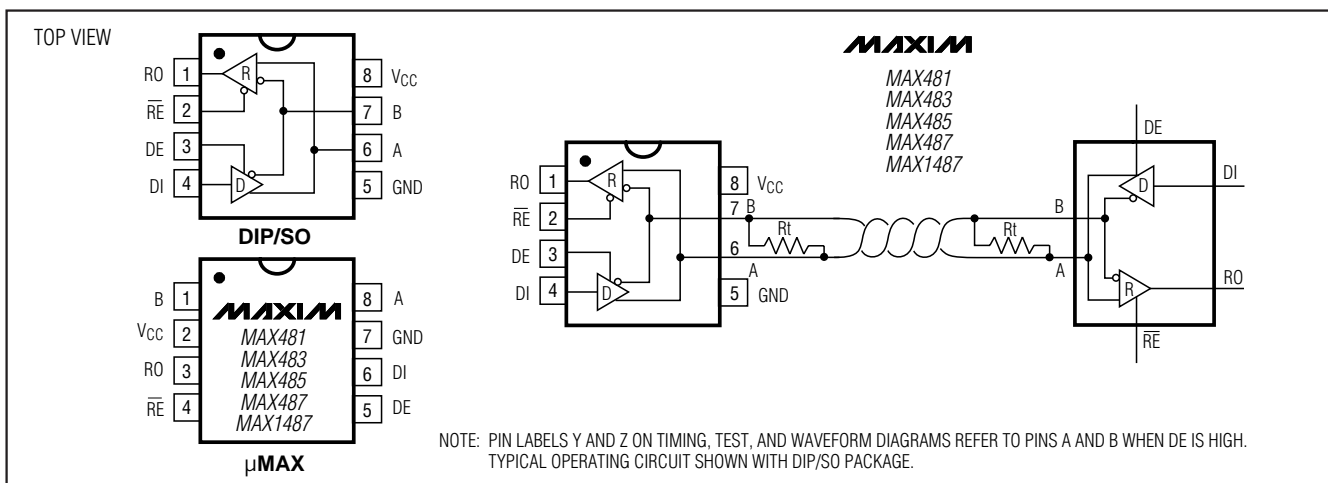 TOP VIEW
RO 1
RE 2
DE 3
DI 4
8 VCC
7 B
6 A
5 GND
R
D
DIP/SO
B 1
VCC 2
RO 3
RE 4
8 A
7 GND
6 DI
5 DE
MAXIM
MAX481
MAX483
MAX485
MAX487
MAX1487
µMAX
MAXIM
MAX481
MAX483
MAX485
MAX487
MAX1487
RO 1
RE 2
DE 3
DI 4
R
D
8 VCC
7 B
6 A
5 GND
Rt
Rt
B
A
DE
D
DI
R
RO
RE
NOTE: PIN LABELS Y AND Z ON TIMING, TEST, AND WAVEFORM DIAGRAMS REFER TO PINS A AND B WHEN DE IS HIGH.
TYPICAL OPERATING CIRCUIT SHOWN WITH DIP/SO PACKAGE.